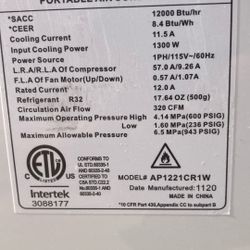 PORTABLE AIR CON
*SACC 12000 Btu/hr
*CEER 8.4 Btu/Wh
Cooling Current 11.5 A
Input Cooling Power 1300 W
Power Source 1PH/115V~/60Hz
L.R.A/R.L.A Of Compressor 57.0 A/9.26 A
F.L.A Of Fan Motor(Up/Down) 0.57 A/1.07A
Rated Current 12.0 A
Refrigerant R32 17.64 OZ (500g)
Circulation Air Flow 320 CFM
Maximum Operating Pressure High 4.14 MPa(600 PSIG)
Low 1.60 MPa(236 PSIG)
Maximum Allowable Pressure 6.5 MPa(943 PSIG)
ETL
LISTED
C US
Intertek
3088177
CONFORMS TO
UL STD.60335-1
&60335-2-40
CERTIFIED TO
CSA STD.C22.2
No.60335-1 AND
60335-2-40
MODEL# AP1221CR1W
Date Manufactured: 1120
MADE IN CHINA
*10 CFR Part 430, Appendix CC to subpart B